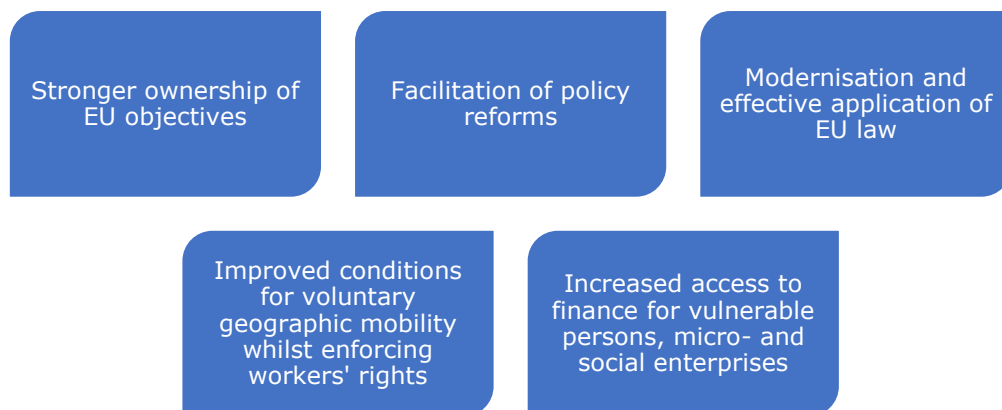 Stronger ownership of
EU objectives
Facilitation of policy
reforms
Modernisation and
effective application of
EU law
Improved conditions
for voluntary
geographic mobility
whilst enforcing
workers' rights
Increased access to
finance for vulnerable
persons, micro- and
social enterprises